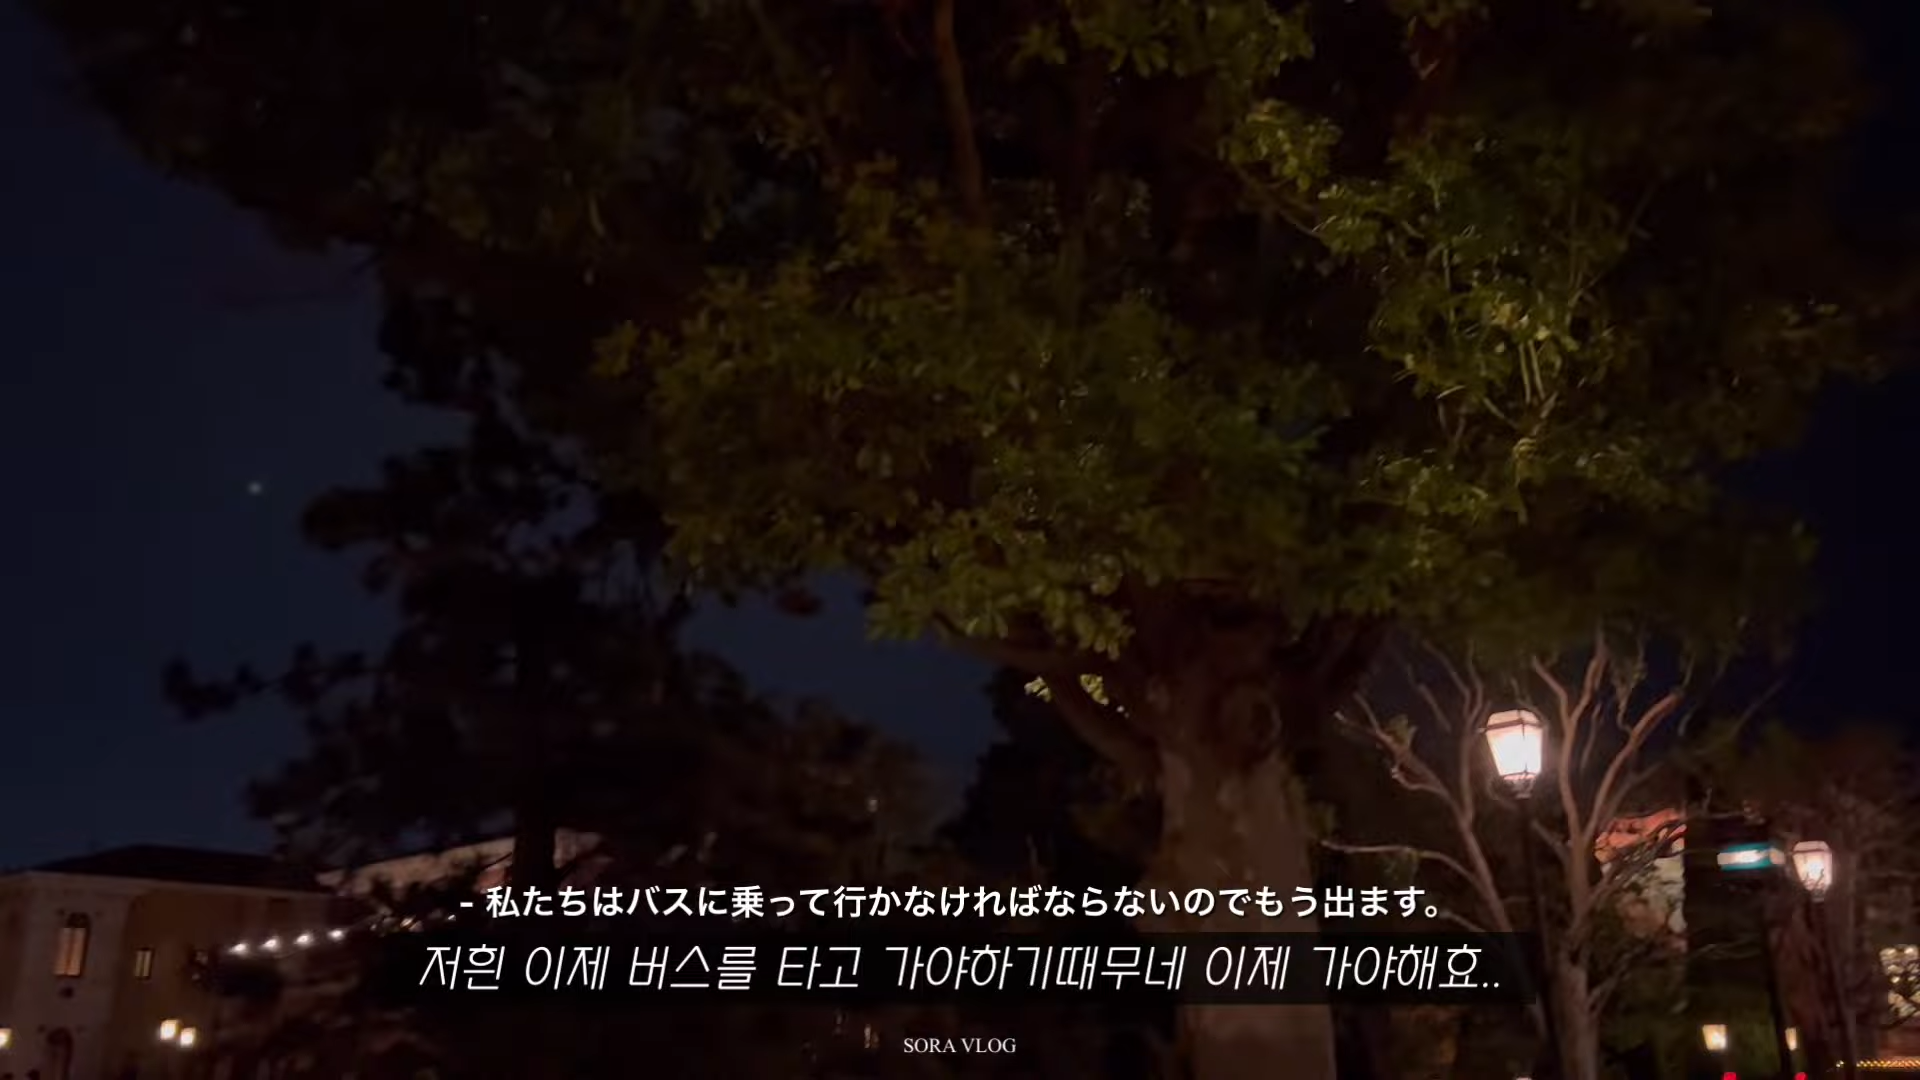 - 私たちはバスに乗って行かなければならないのでもう出ます。
저흰 이제 버스를 타고 가야하기때무네 이제 가야해효..
SORA VLOG